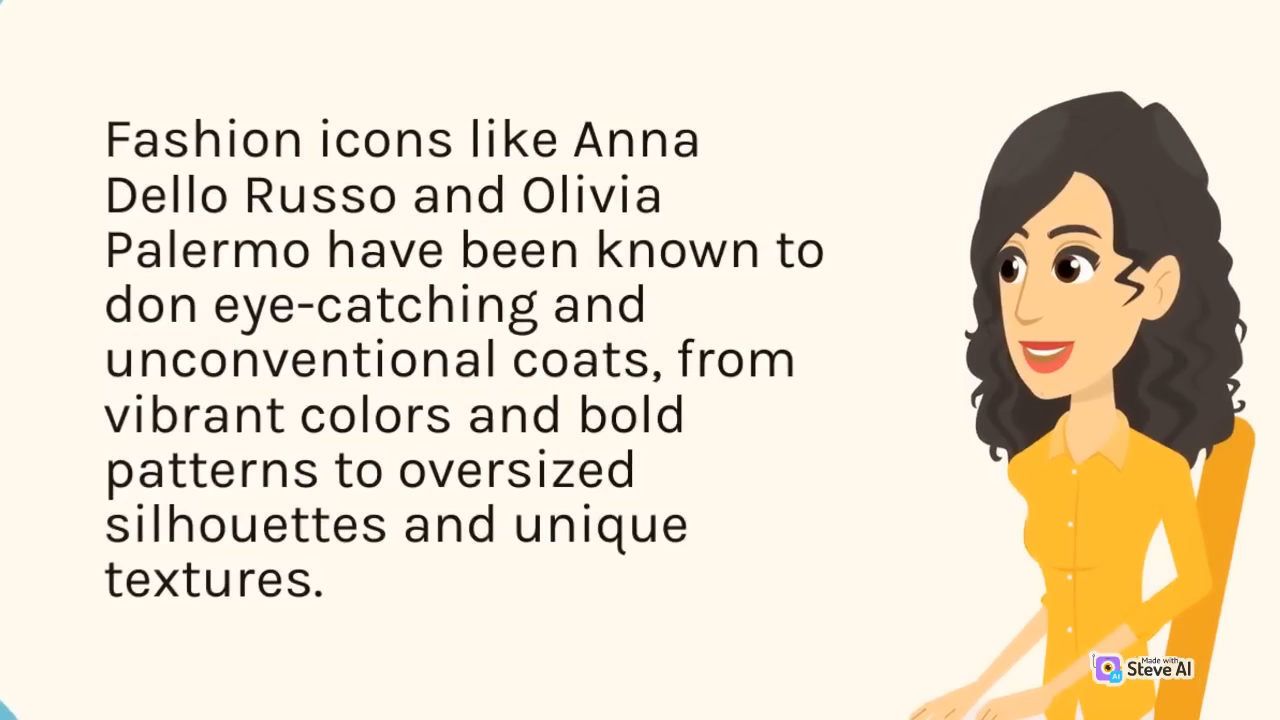 Fashion icons like Anna
Dello Russo and Olivia
Palermo have been known to
don eye-catching and
unconventional coats, from
vibrant colors and bold
patterns to oversized
silhouettes and unique
textures.
Made with
Steve AI
AI